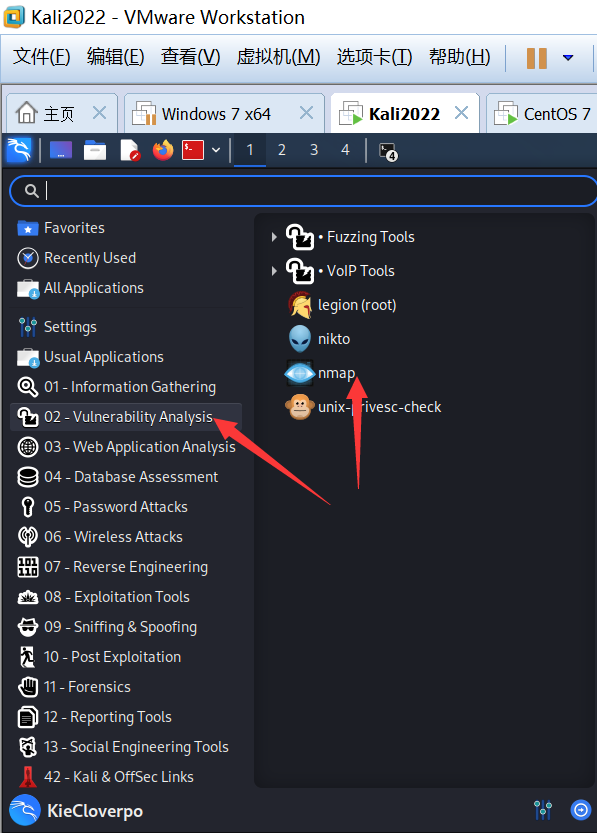 Kali2022 - VMware Workstation
文件(F) 编辑(E) 查看(V) 虚拟机(M) 选项卡(T) 帮助(H)
主页 Windows 7 x64 Kali2022 CentOS 7
1 2 3 4 4
Favorites
Recently Used
All Applications
Settings
Usual Applications
01 - Information Gathering
02 - Vulnerability Analysis
03 - Web Application Analysis
04 - Database Assessment
05 - Password Attacks
06 - Wireless Attacks
07 - Reverse Engineering
08 - Exploitation Tools
09 - Sniffing & Spoofing
10 - Post Exploitation
11 - Forensics
12 - Reporting Tools
13 - Social Engineering Tools
42 - Kali & OffSec Links
• Fuzzing Tools
• VoIP Tools
legion (root)
nikto
nmap
unix-privesc-check
KieCloverpo